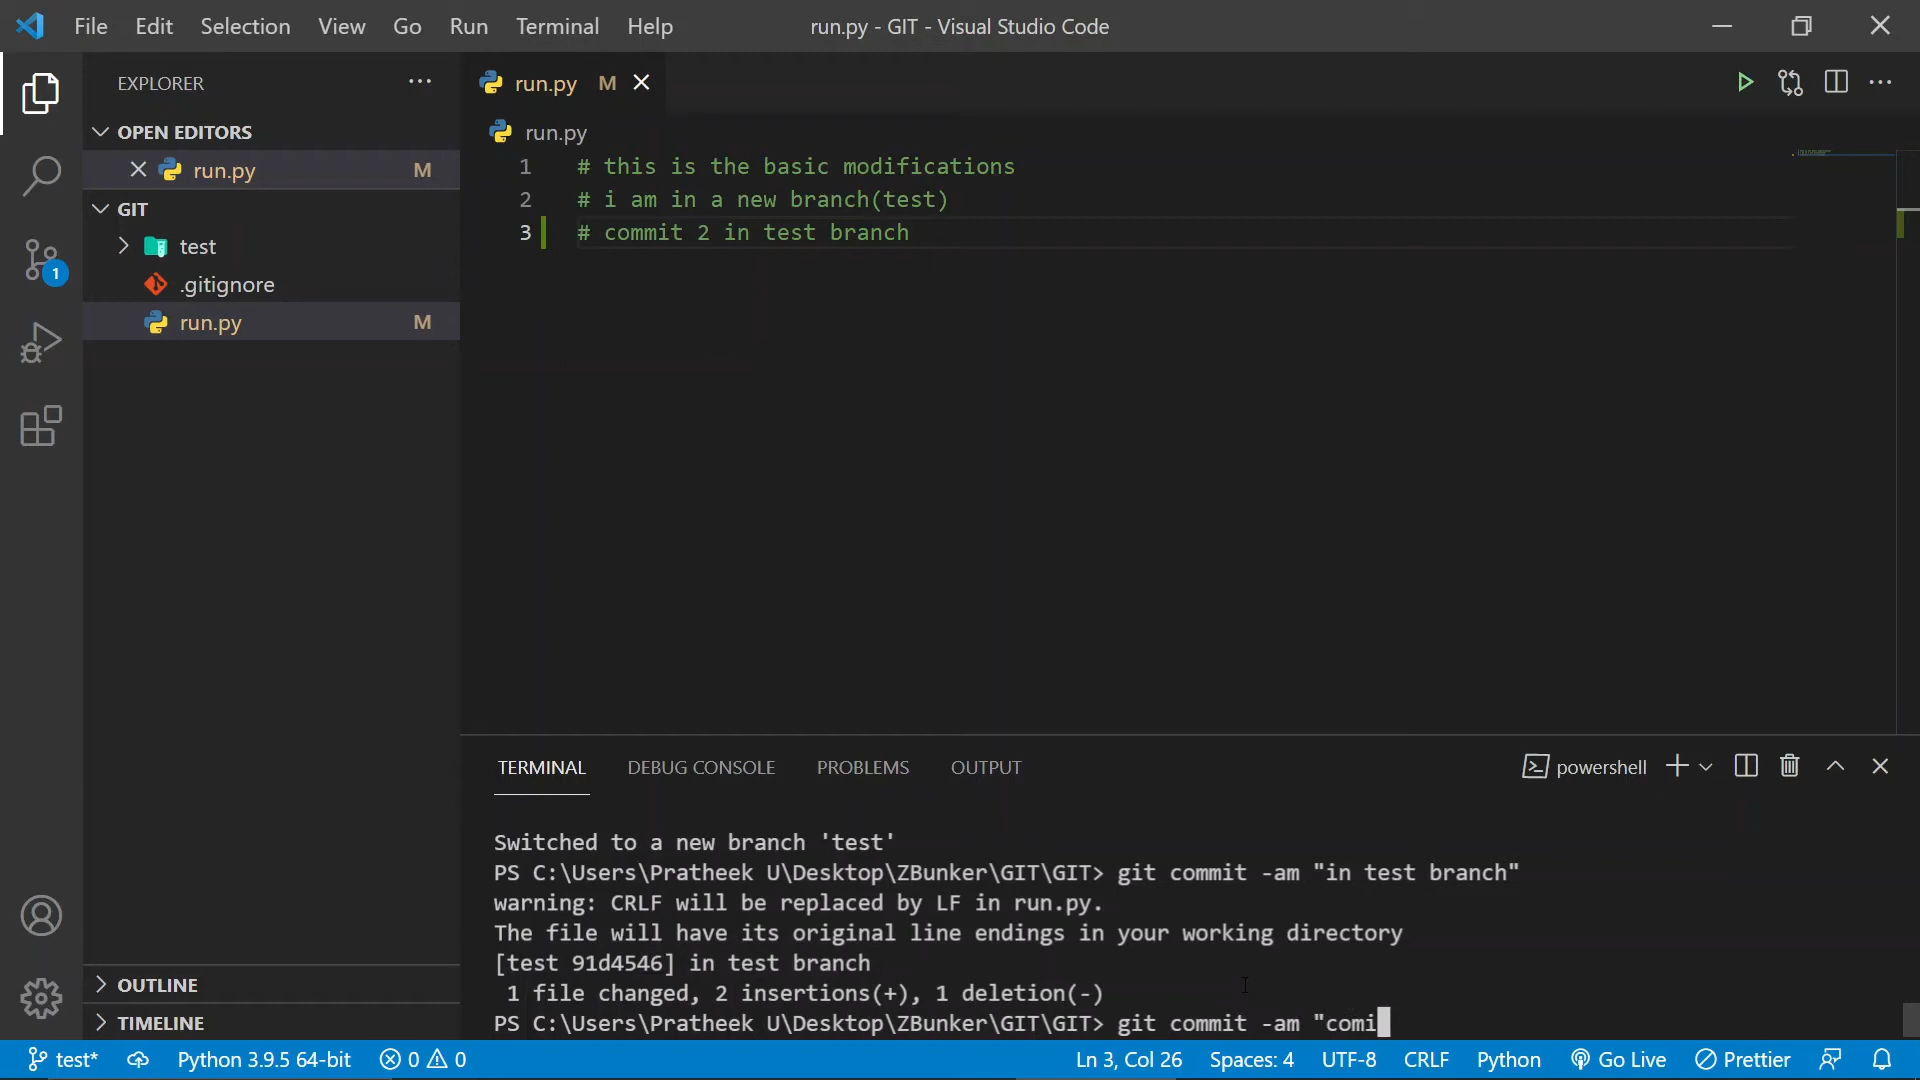 File Edit Selection View Go Run Terminal Help
run.py - GIT - Visual Studio Code
EXPLORER
OPEN EDITORS
run.py M
GIT
test
.gitignore
run.py M
OUTLINE
TIMELINE
run.py M
run.py
1 # this is the basic modifications
2 # i am in a new branch(test)
3 # commit 2 in test branch
1
TERMINAL DEBUG CONSOLE PROBLEMS OUTPUT
powershell
Switched to a new branch 'test'
PS C:\Users\Pratheek U\Desktop\ZBunker\GIT\GIT> git commit -am "in test branch"
warning: CRLF will be replaced by LF in run.py.
The file will have its original line endings in your working directory
[test 91d4546] in test branch
1 file changed, 2 insertions(+), 1 deletion(-)
PS C:\Users\Pratheek U\Desktop\ZBunker\GIT\GIT> git commit -am "comi
test* Python 3.9.5 64-bit 0 0 Ln 3, Col 26 Spaces: 4 UTF-8 CRLF Python Go Live Prettier